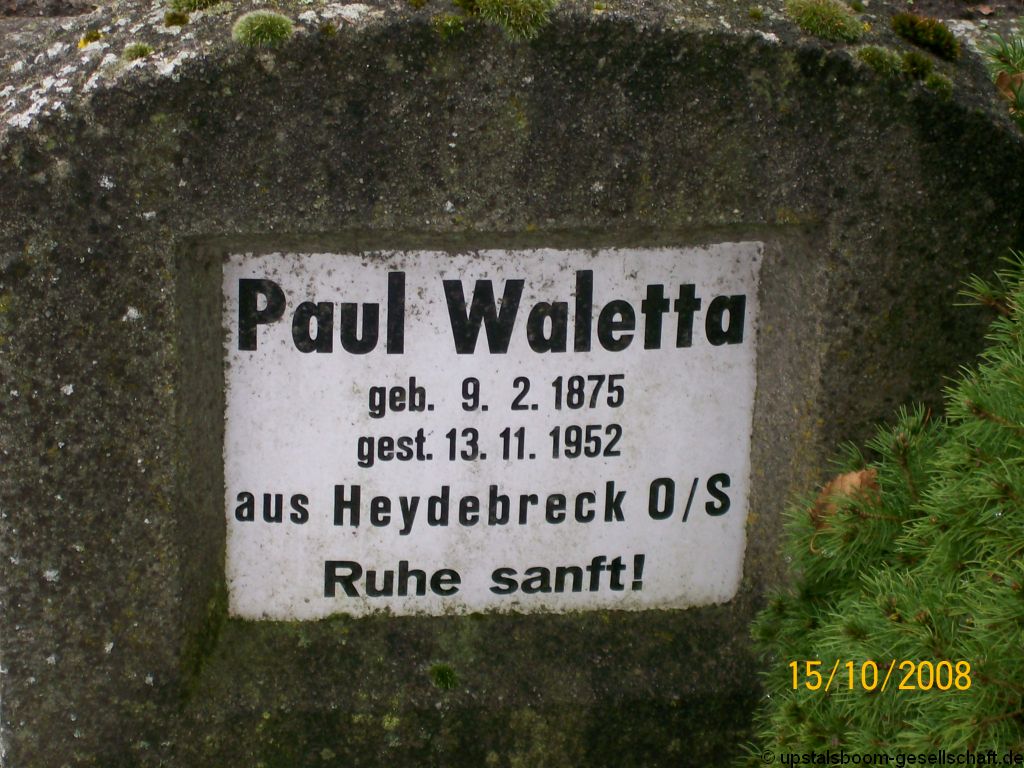 Paul Waletta
geb. 9. 2. 1875
gest. 13. 11. 1952
aus Heydebreck O/S
Ruhe sanft!
15/10/2008
© upstalsboom-gesellschaft.de